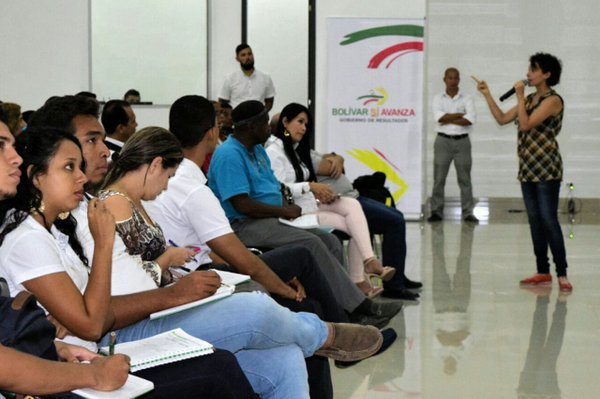 BOLÍVAR SÍ AVANZA
GOBIERNO DE RESULTADOS